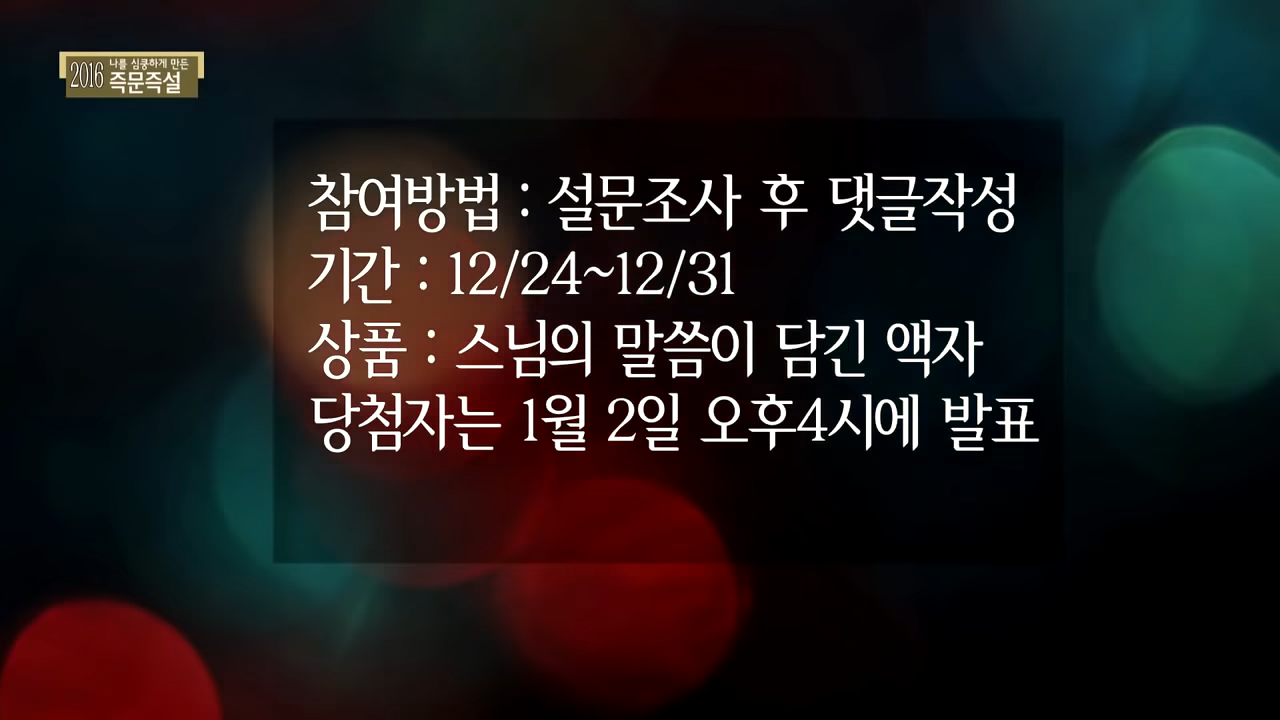 2016 나를 심쿵하게 만든
즉문즉설
참여방법 : 설문조사 후 댓글작성
기간 : 12/24~12/31
상품 : 스님의 말씀이 담긴 액자
당첨자는 1월 2일 오후4시에 발표